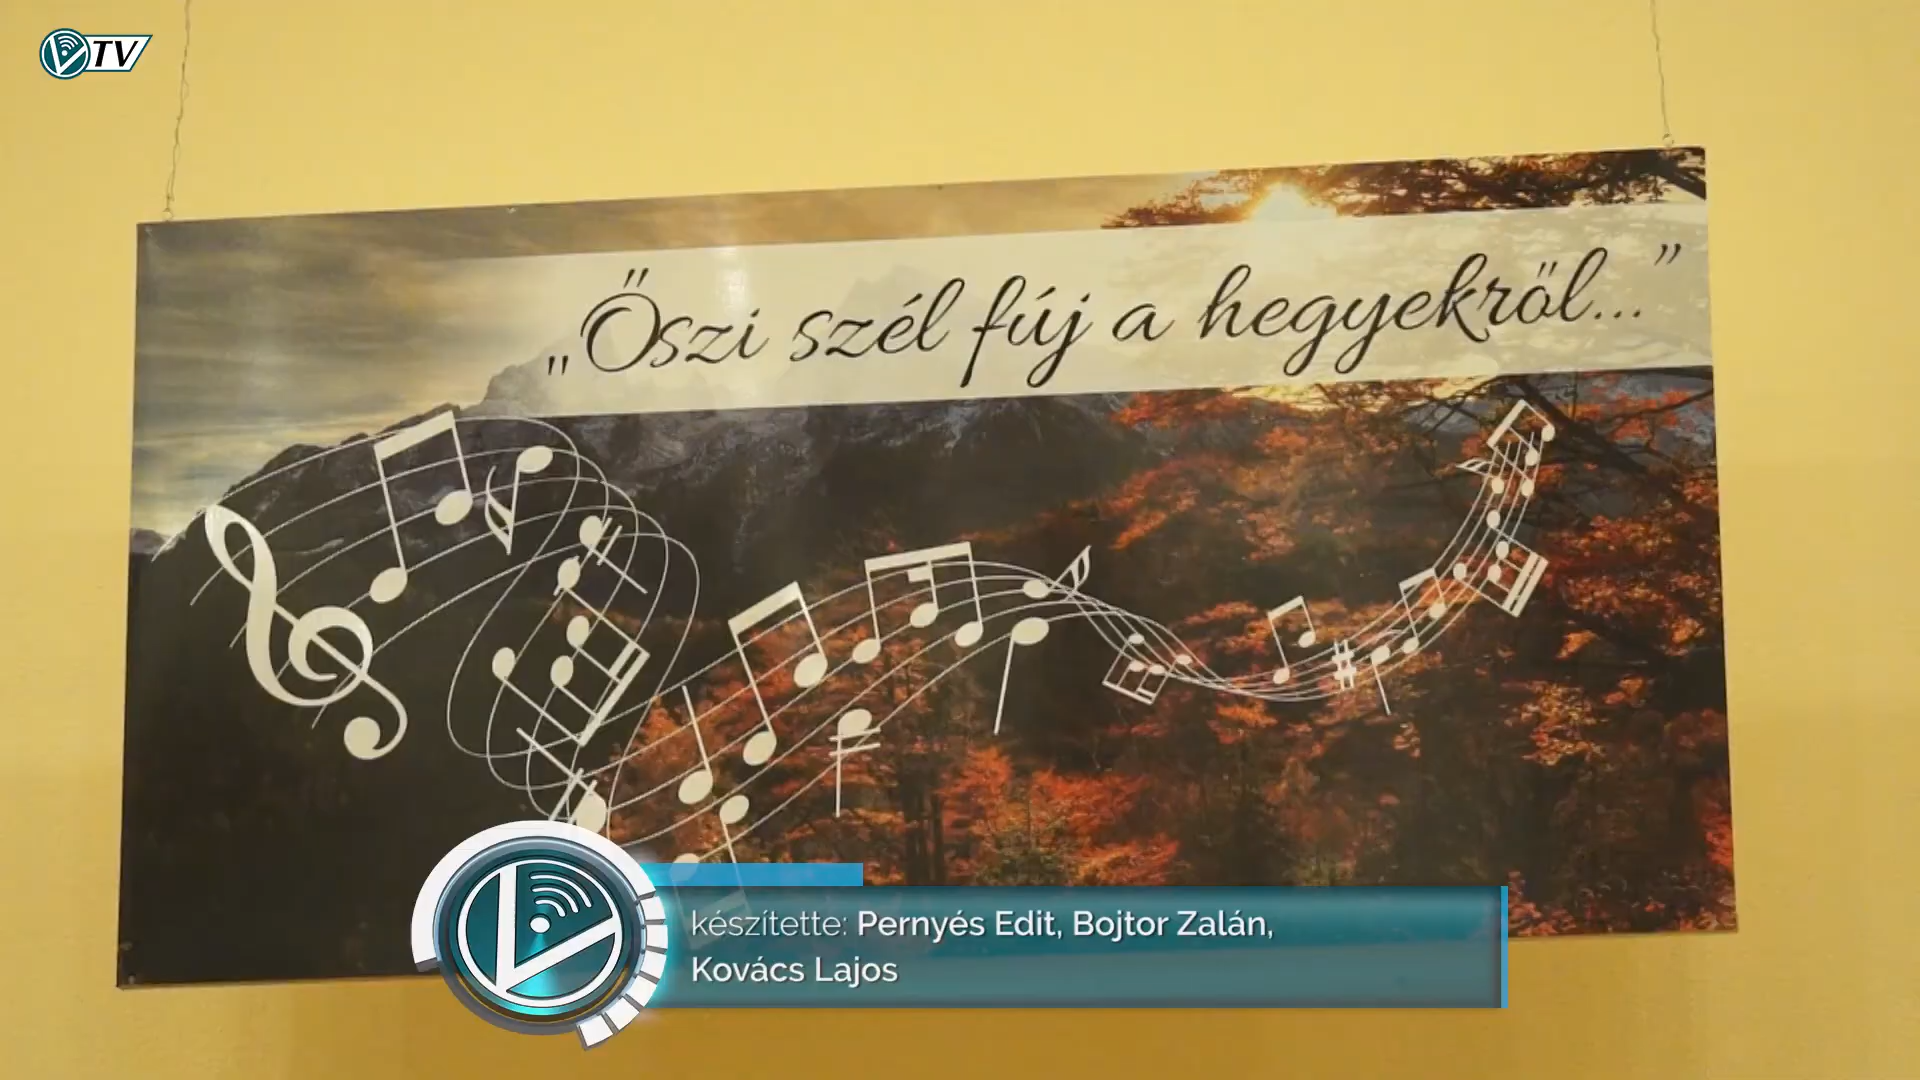 TV
„Őszi szél fúj a hegyekről...”
készítette: Pernyés Edit, Bojtor Zalán,
Kovács Lajos